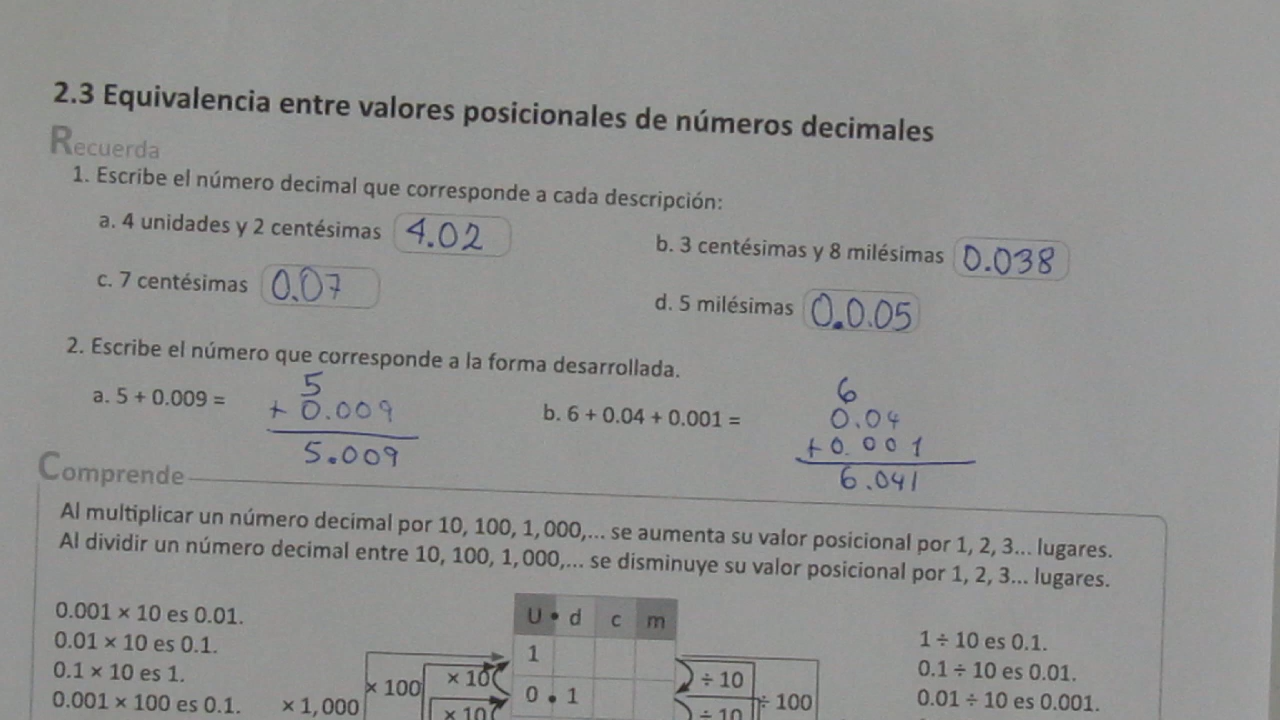 2.3 Equivalencia entre valores posicionales de números decimales
Recuerda
1. Escribe el número decimal que corresponde a cada descripción:
a. 4 unidades y 2 centésimas 4.02
b. 3 centésimas y 8 milésimas 0.038
c. 7 centésimas 0.07
d. 5 milésimas 0.0.05
2. Escribe el número que corresponde a la forma desarrollada.
a. 5 + 0.009 =
5
+ 0.009
5.009
b. 6 + 0.04 + 0.001 =
6
0.04
+0.001
6.041
Comprende
Al multiplicar un número decimal por 10, 100, 1,000,... se aumenta su valor posicional por 1, 2, 3... lugares.
Al dividir un número decimal entre 10, 100, 1,000,... se disminuye su valor posicional por 1, 2, 3... lugares.
0.001 × 10 es 0.01.
0.01 × 10 es 0.1.
0.1 × 10 es 1.
0.001 × 100 es 0.1.
× 1,000
× 100
× 10
× 10
U • d c m
1
0 • 1
÷ 10
÷ 10
÷ 100
1 ÷ 10 es 0.1.
0.1 ÷ 10 es 0.01.
0.01 ÷ 10 es 0.001.